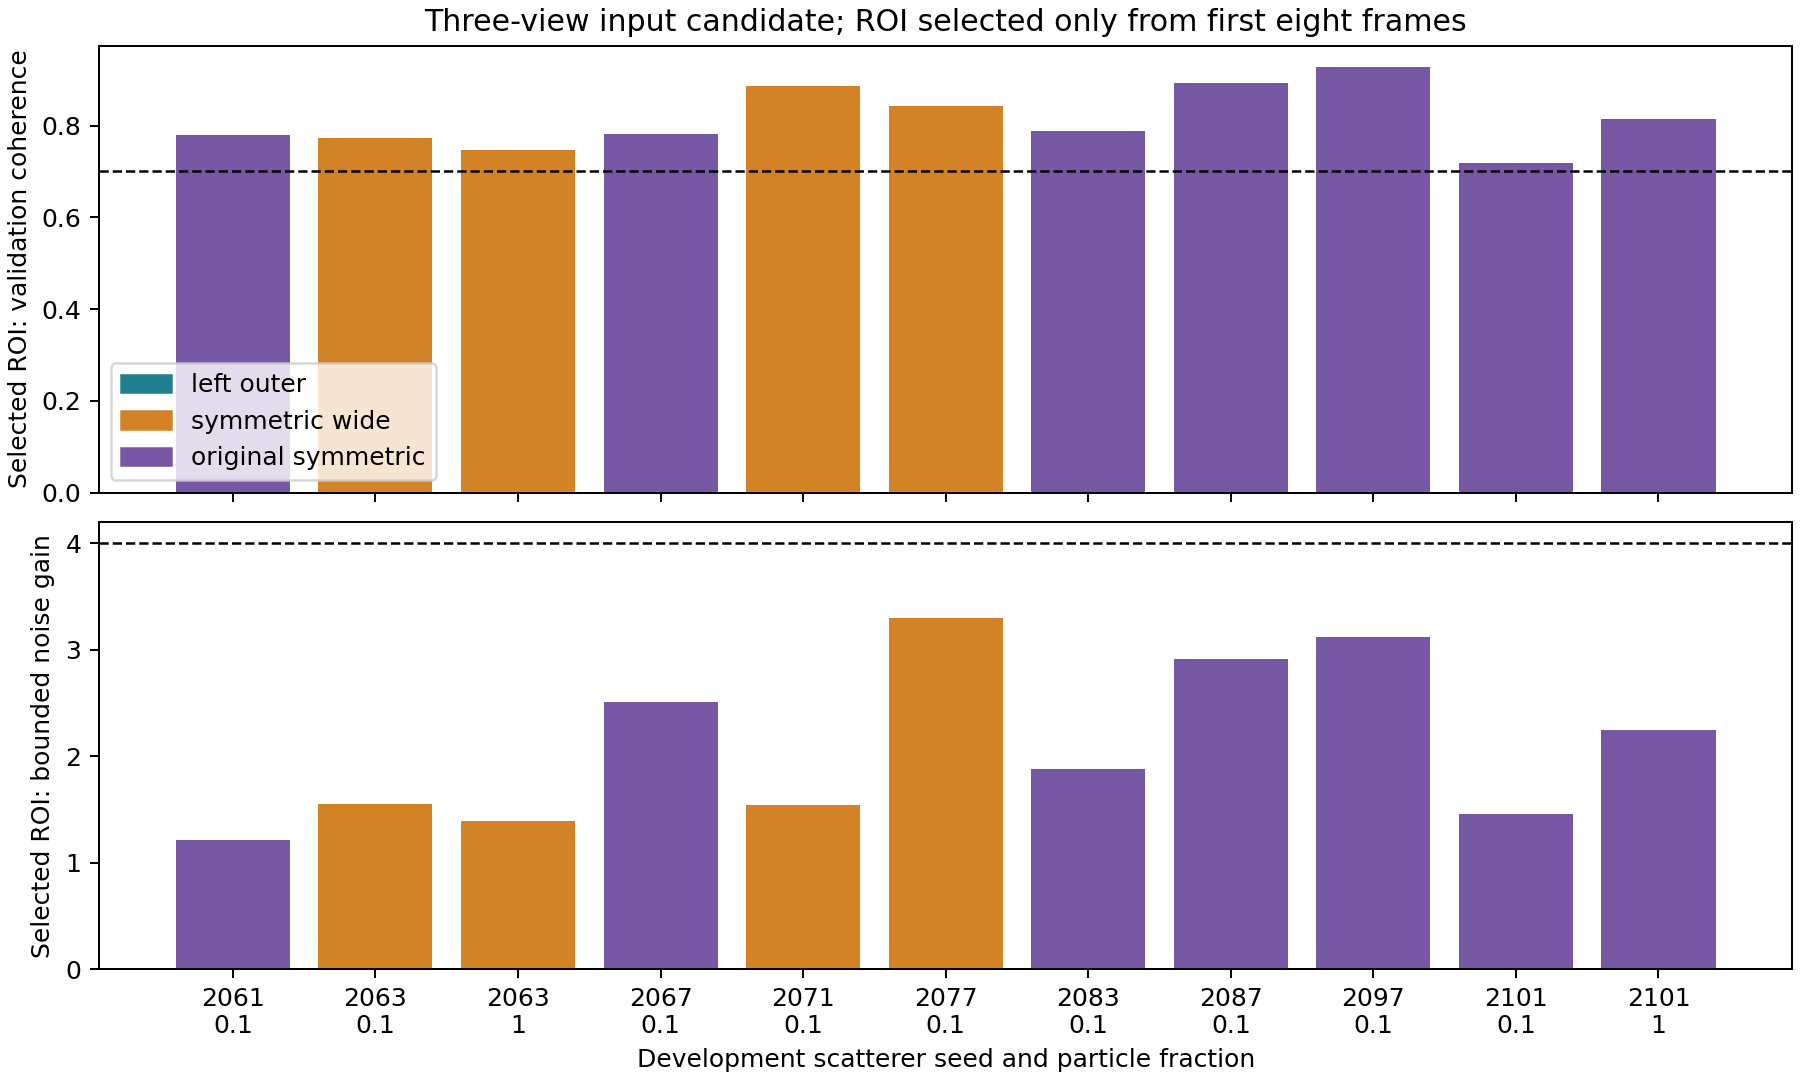 Three-view input candidate; ROI selected only from first eight frames
Selected ROI: validation coherence
0.8
0.6
0.4
0.2
0.0
left outer
symmetric wide
original symmetric
Selected ROI: bounded noise gain
4
3
2
1
0
2061 2063 2063 2067 2071 2077 2083 2087 2097 2101 2101
0.1 0.1 1 0.1 0.1 0.1 0.1 0.1 0.1 0.1 1
Development scatterer seed and particle fraction